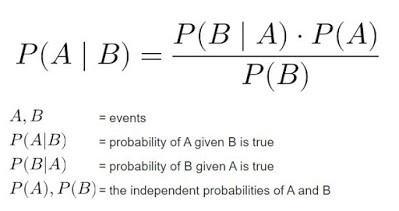 P(A | B) = P(B | A) · P(A) / P(B)
A, B = events
P(A|B) = probability of A given B is true
P(B|A) = probability of B given A is true
P(A), P(B) = the independent probabilities of A and B